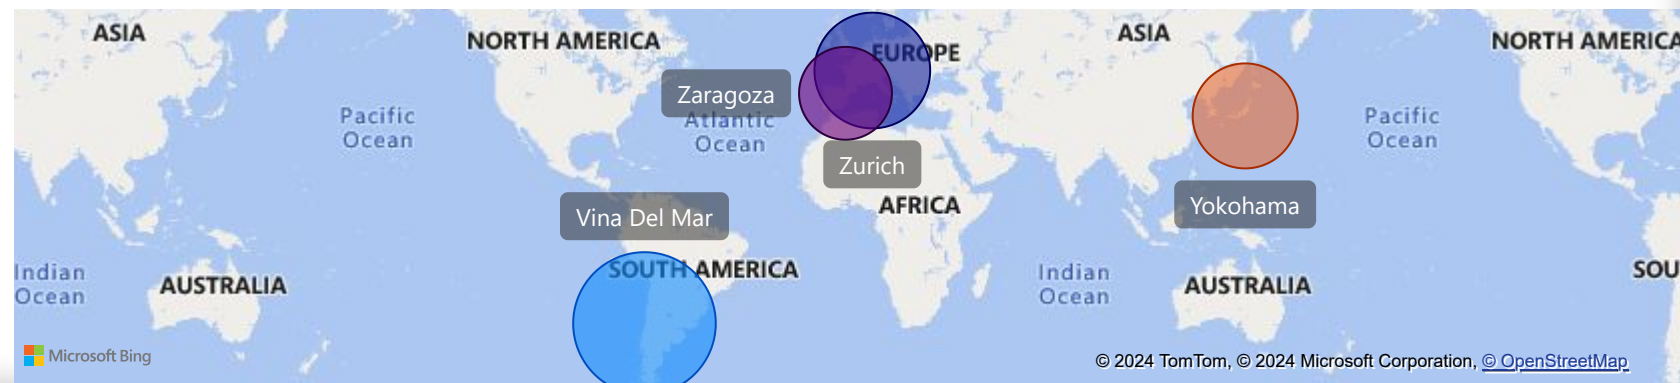 ASIA
NORTH AMERICA
EUROPE
ASIA
NORTH AMERICA
Zaragoza
Pacific
Ocean
Atlantic
Ocean
Pacific
Ocean
Zurich
Vina Del Mar
AFRICA
Yokohama
Indian
Ocean
AUSTRALIA
SOUTH AMERICA
Indian
Ocean
AUSTRALIA
SOU
Microsoft Bing
© 2024 TomTom, © 2024 Microsoft Corporation, © OpenStreetMap